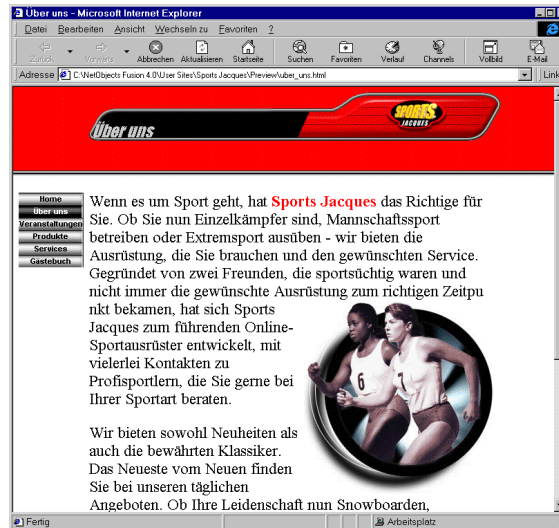 Über uns - Microsoft Internet Explorer
Datei Bearbeiten Ansicht Wechseln zu Favoriten ?
Zurück Vorwärts Abbrechen Aktualisieren Startseite Suchen Favoriten Verlauf Channels Vollbild E-Mail
Adresse C:\NetObjects Fusion 4.0\User Sites\Sports Jacques\Preview\uber_uns.html Link
Über uns
SPORTS
JACQUES
Home
Über uns
Veranstaltungen
Produkte
Services
Gästebuch
Wenn es um Sport geht, hat Sports Jacques das Richtige für
Sie. Ob Sie nun Einzelkämpfer sind, Mannschaftssport
betreiben oder Extremsport ausüben - wir bieten die
Ausrüstung, die Sie brauchen und den gewünschten Service.
Gegründet von zwei Freunden, die sportsüchtig waren und
nicht immer die gewünschte Ausrüstung zum richtigen Zeitpu
nkt bekamen, hat sich Sports
Jacques zum führenden Online-
Sportausrüster entwickelt, mit
vielerlei Kontakten zu
Profisportlern, die Sie gerne bei
Ihrer Sportart beraten.
6 7
Wir bieten sowohl Neuheiten als
auch die bewährten Klassiker.
Das Neueste vom Neuen finden
Sie bei unseren täglichen
Angeboten. Ob Ihre Leidenschaft nun Snowboarden,
Fertig Arbeitsplatz